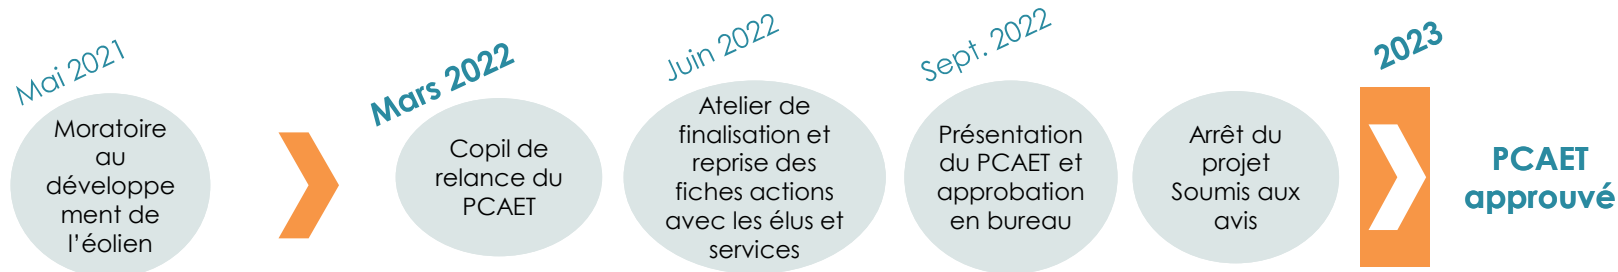 Mai 2021
Moratoire
au
développe
ment de
l’éolien
Mars 2022
Copil de
relance du
PCAET
Juin 2022
Atelier de
finalisation et
reprise des
fiches actions
avec les élus et
services
Sept. 2022
Présentation
du PCAET et
approbation
en bureau
Arrêt du
projet
Soumis aux
avis
2023
PCAET
approuvé